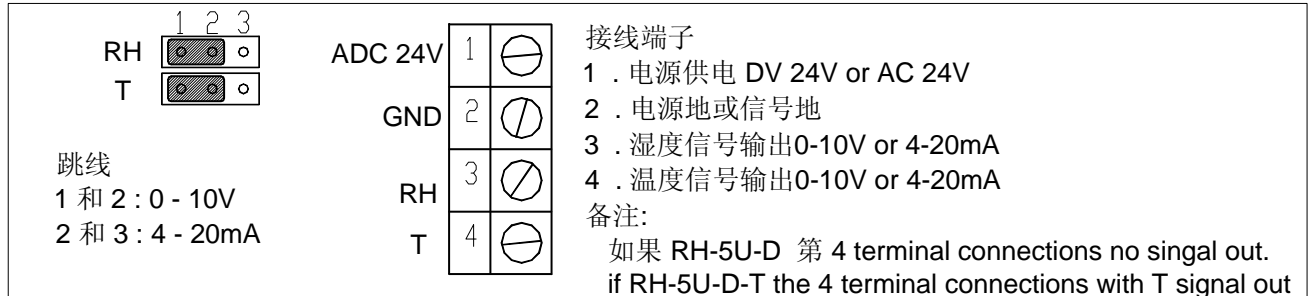 1 2 3
RH
T
跳线
1 和 2 : 0 - 10V
2 和 3 : 4 - 20mA
ADC 24V 1
GND 2
RH 3
T 4
接线端子
1 . 电源供电 DV 24V or AC 24V
2 . 电源地或信号地
3 . 湿度信号输出0-10V or 4-20mA
4 . 温度信号输出0-10V or 4-20mA
备注:
如果 RH-5U-D 第 4 terminal connections no singal out.
if RH-5U-D-T the 4 terminal connections with T signal out